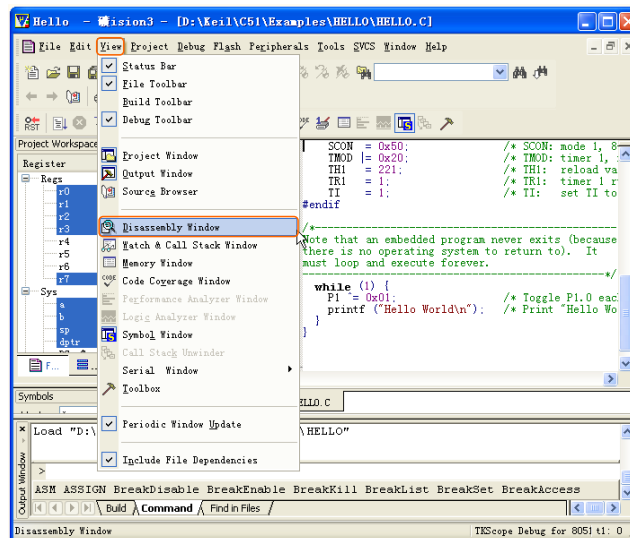 Hello - µision3 - [D:\Keil\C51\Examples\HELLO\HELLO.C]
File Edit View Project Debug Flash Peripherals Tools SVCS Window Help
Status Bar
File Toolbar
Build Toolbar
Debug Toolbar
Project Window
Output Window
Source Browser
Disassembly Window
Watch & Call Stack Window
Memory Window
Code Coverage Window
Performance Analyzer Window
Logic Analyzer Window
Symbol Window
Call Stack Unwinder
Serial Window
Toolbox
Periodic Window Update
Include File Dependencies
RST
Project Workspace
Register
Regs
r0
r1
r2
r3
r4
r5
r6
r7
Sys
a
b
sp
dptr
F...
SCON = 0x50; /* SCON: mode 1, 8-
TMOD |= 0x20; /* TMOD: timer 1,
TH1 = 221; /* TH1: reload va
TR1 = 1; /* TR1: timer 1 r
TI = 1; /* TI: set TI to
#endif
/*
Note that an embedded program never exits (because
there is no operating system to return to). It
must loop and execute forever.
*/
while (1) {
P1 ^= 0x01; /* Toggle P1.0 eac
printf ("Hello World\n"); /* Print "Hello Wo
}
}
Symbols
LLO.C
Load "D:\
\HELLO"
>
ASM ASSIGN BreakDisable BreakEnable BreakKill BreakList BreakSet BreakAccess
Output Window
Build Command Find in Files
Disassembly Window
TKScope Debug for 8051 t1: 0